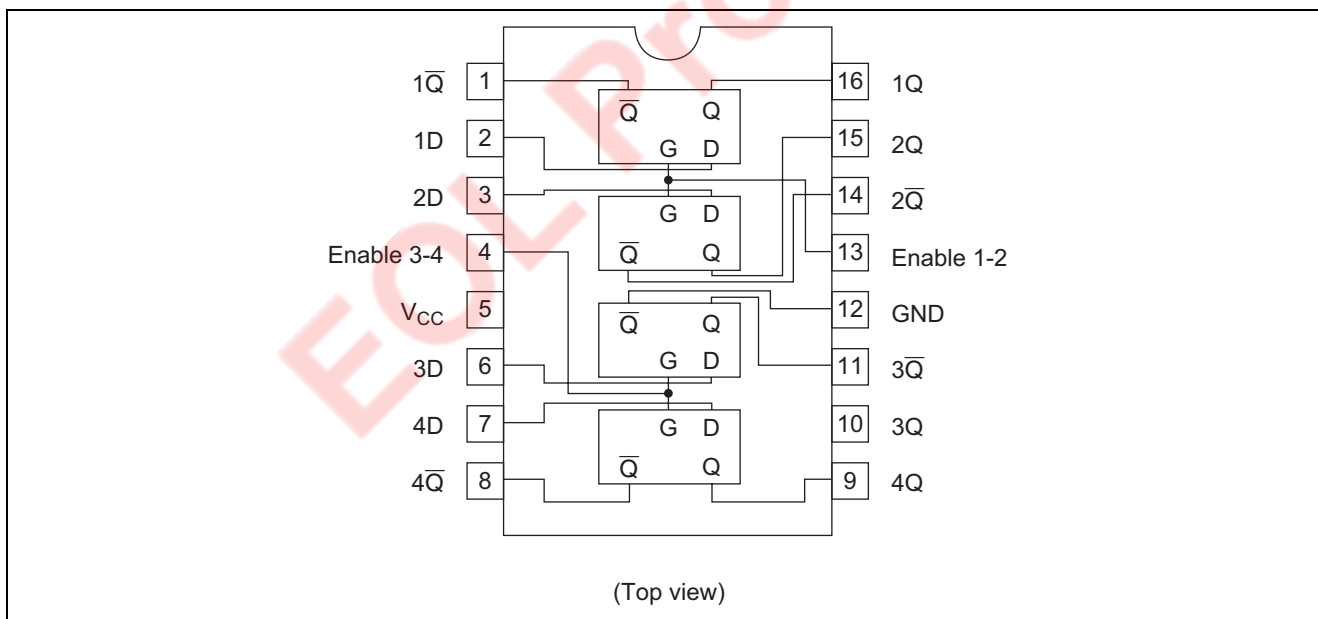 EOL Pro
1Q̅ 1 16 1Q
Q̅ Q
1D 2 15 2Q
G D
2D 3 14 2Q̅
G D
Enable 3-4 4 13 Enable 1-2
Q̅ Q
VCC 5 12 GND
Q̅ Q
3D 6 11 3Q̅
G D
4D 7 10 3Q
G D
4Q̅ 8 9 4Q
Q̅ Q
(Top view)